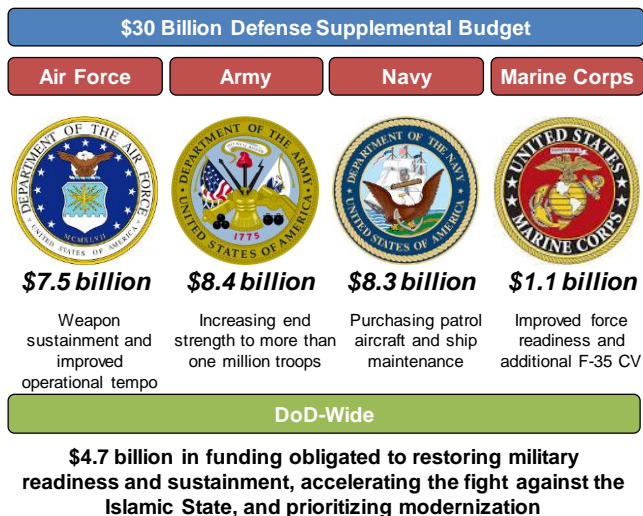 $30 Billion Defense Supplemental Budget
Air Force
Army
Navy
Marine Corps
DEPARTMENT OF THE AIR FORCE
UNITED STATES OF AMERICA
MCMXLVII
DEPARTMENT OF THE ARMY
UNITED STATES OF AMERICA
1775
DEPARTMENT OF THE NAVY
UNITED STATES OF AMERICA
UNITED STATES
MARINE CORPS
$7.5 billion
$8.4 billion
$8.3 billion
$1.1 billion
Weapon
sustainment and
improved
operational tempo
Increasing end
strength to more than
one million troops
Purchasing patrol
aircraft and ship
maintenance
Improved force
readiness and
additional F-35 CV
DoD-Wide
$4.7 billion in funding obligated to restoring military
readiness and sustainment, accelerating the fight against the
Islamic State, and prioritizing modernization